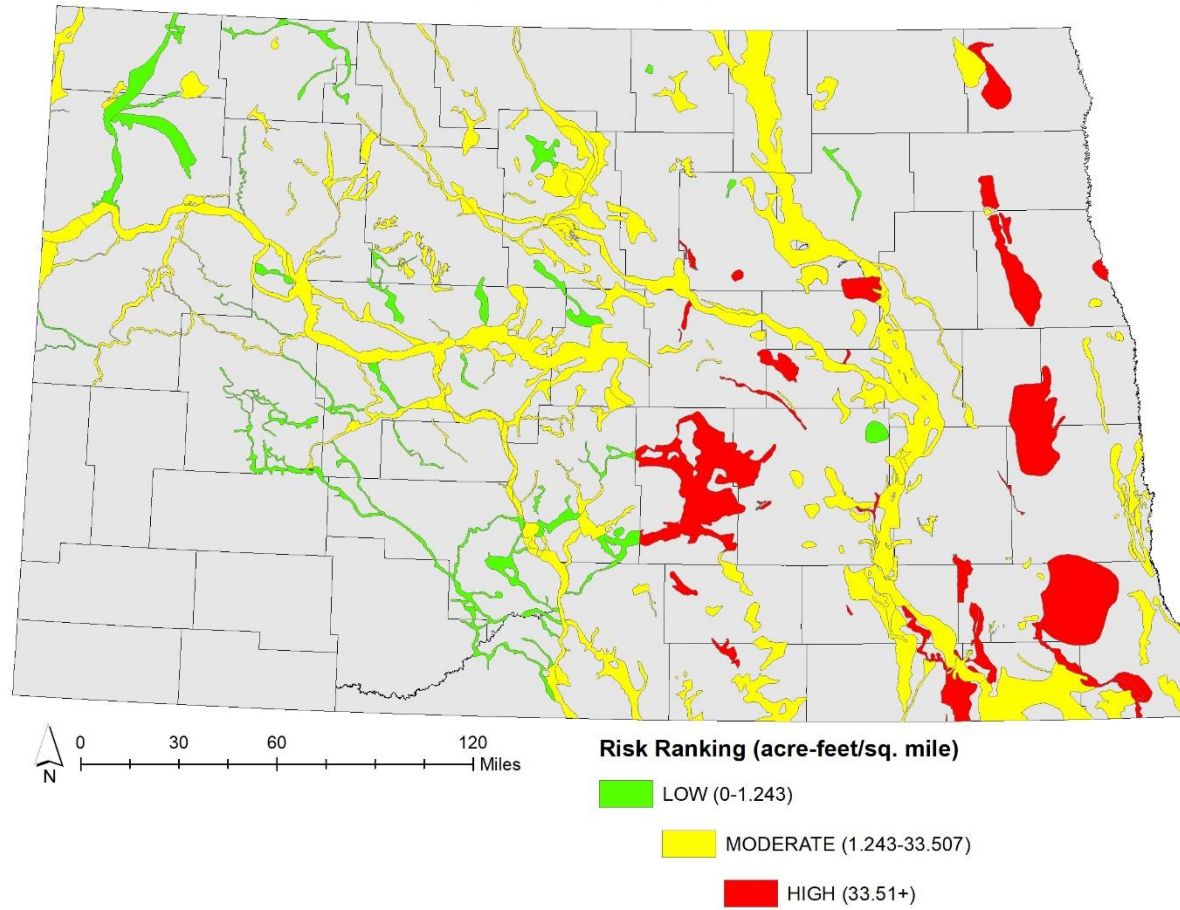 N
0 30 60 120
Miles
Risk Ranking (acre-feet/sq. mile)
LOW (0-1.243)
MODERATE (1.243-33.507)
HIGH (33.51+)